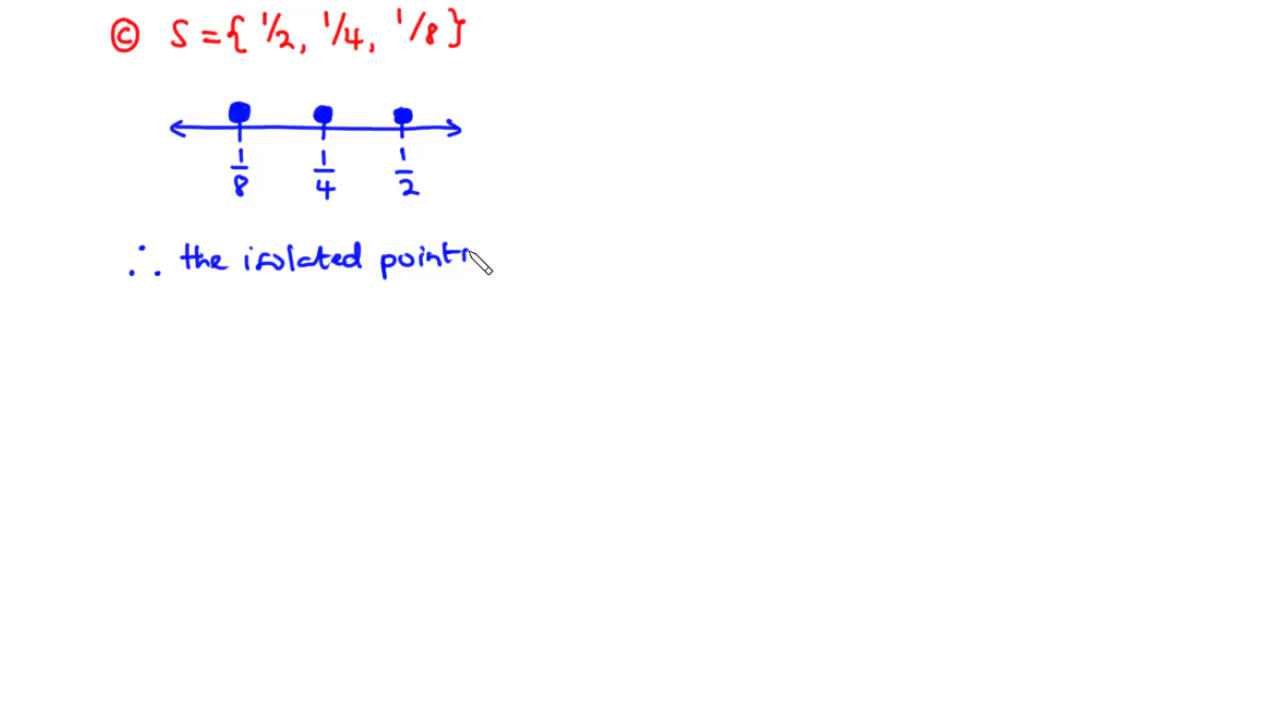 © S = { 1/2, 1/4, 1/8 }
1/8 1/4 1/2
∴ the isolated points